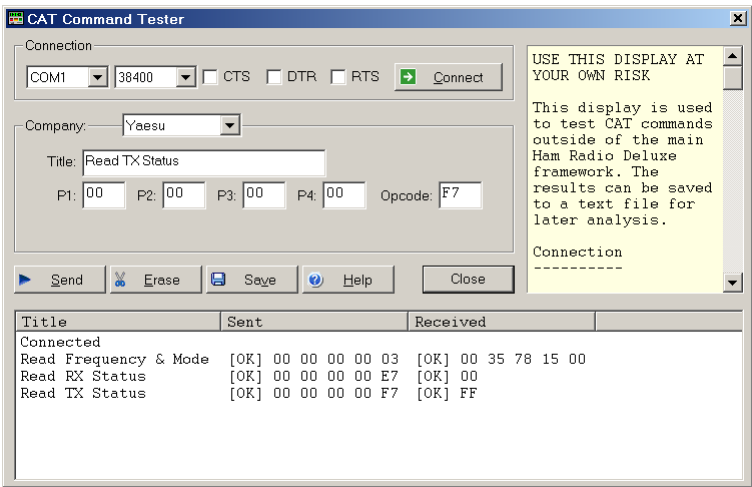 CAT Command Tester
Connection
COM1 38400 CTS DTR RTS Connect
Company: Yaesu
Title: Read TX Status
P1: 00 P2: 00 P3: 00 P4: 00 Opcode: F7
Send Erase Save Help Close
USE THIS DISPLAY AT
YOUR OWN RISK
This display is used
to test CAT commands
outside of the main
Ham Radio Deluxe
framework. The
results can be saved
to a text file for
later analysis.
Connection
----------
Title Sent Received
Connected
Read Frequency & Mode [OK] 00 00 00 00 03 [OK] 00 35 78 15 00
Read RX Status [OK] 00 00 00 00 E7 [OK] 00
Read TX Status [OK] 00 00 00 00 F7 [OK] FF